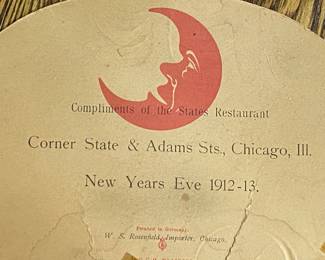 Compliments of the States Restaurant
Corner State & Adams Sts., Chicago, Ill.
New Years Eve 1912-13.
Printed in Germany.
W. S. Rosenfield, Importer, Chicago.